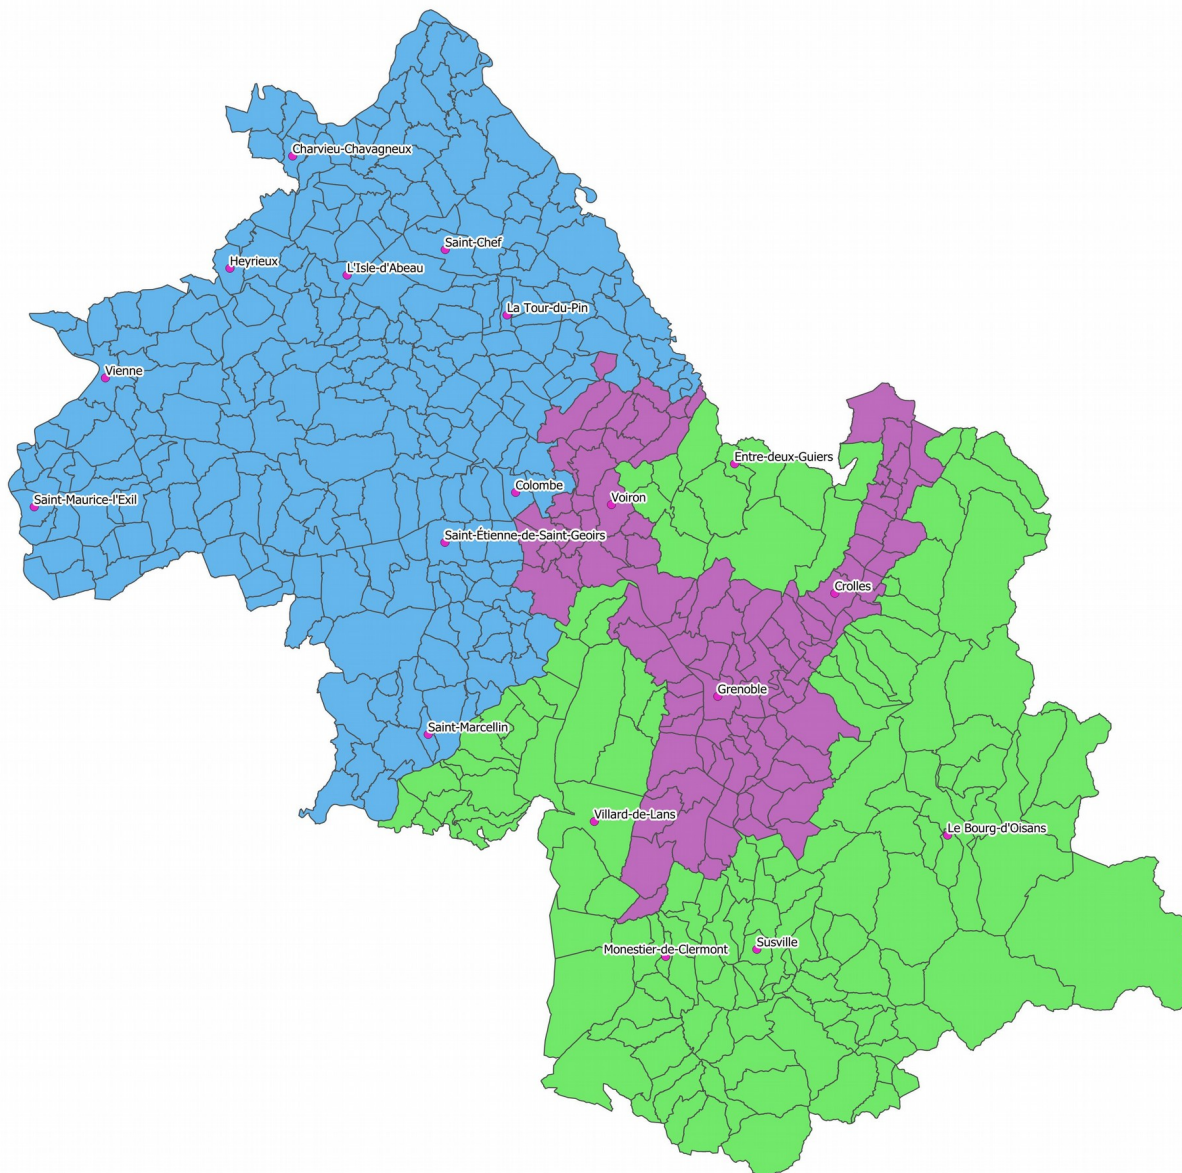 Charvieu-Chavagneux
Saint-Chef
Heyrieux
L'Isle-d'Abeau
La Tour-du-Pin
Vienne
Entre-deux-Guiers
Colombe
Saint-Maurice-l'Exil
Voiron
Saint-Étienne-de-Saint-Geoirs
Crolles
Grenoble
Saint-Marcellin
Villard-de-Lans
Le Bourg-d'Oisans
Susville
Monestier-de-Clermont